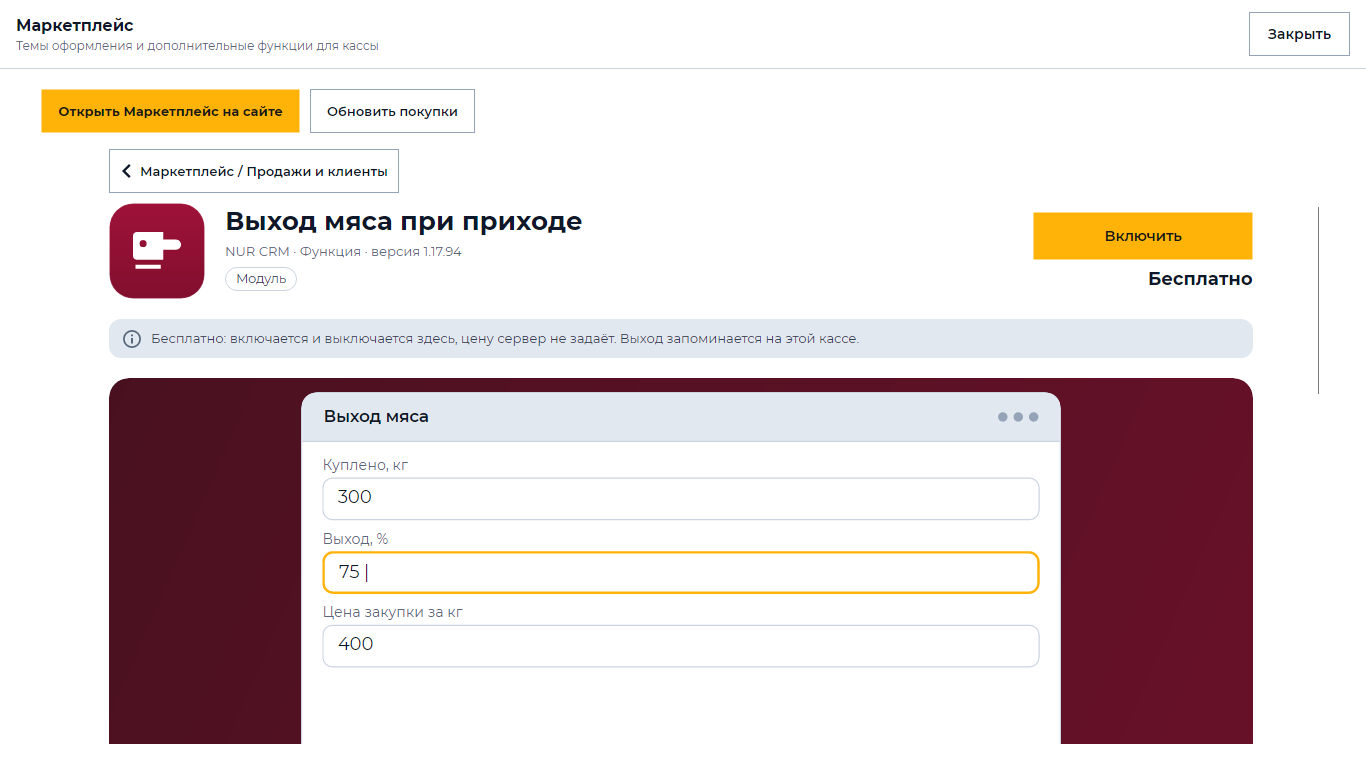 Маркетплейс
Темы оформления и дополнительные функции для кассы
Закрыть
Открыть Маркетплейс на сайте
Обновить покупки
Маркетплейс / Продажи и клиенты
Выход мяса при приходе
NUR CRM · Функция · версия 1.17.94
Модуль
Включить
Бесплатно
Бесплатно: включается и выключается здесь, цену сервер не задаёт. Выход запоминается на этой кассе.
Выход мяса
Куплено, кг
300
Выход, %
75
Цена закупки за кг
400